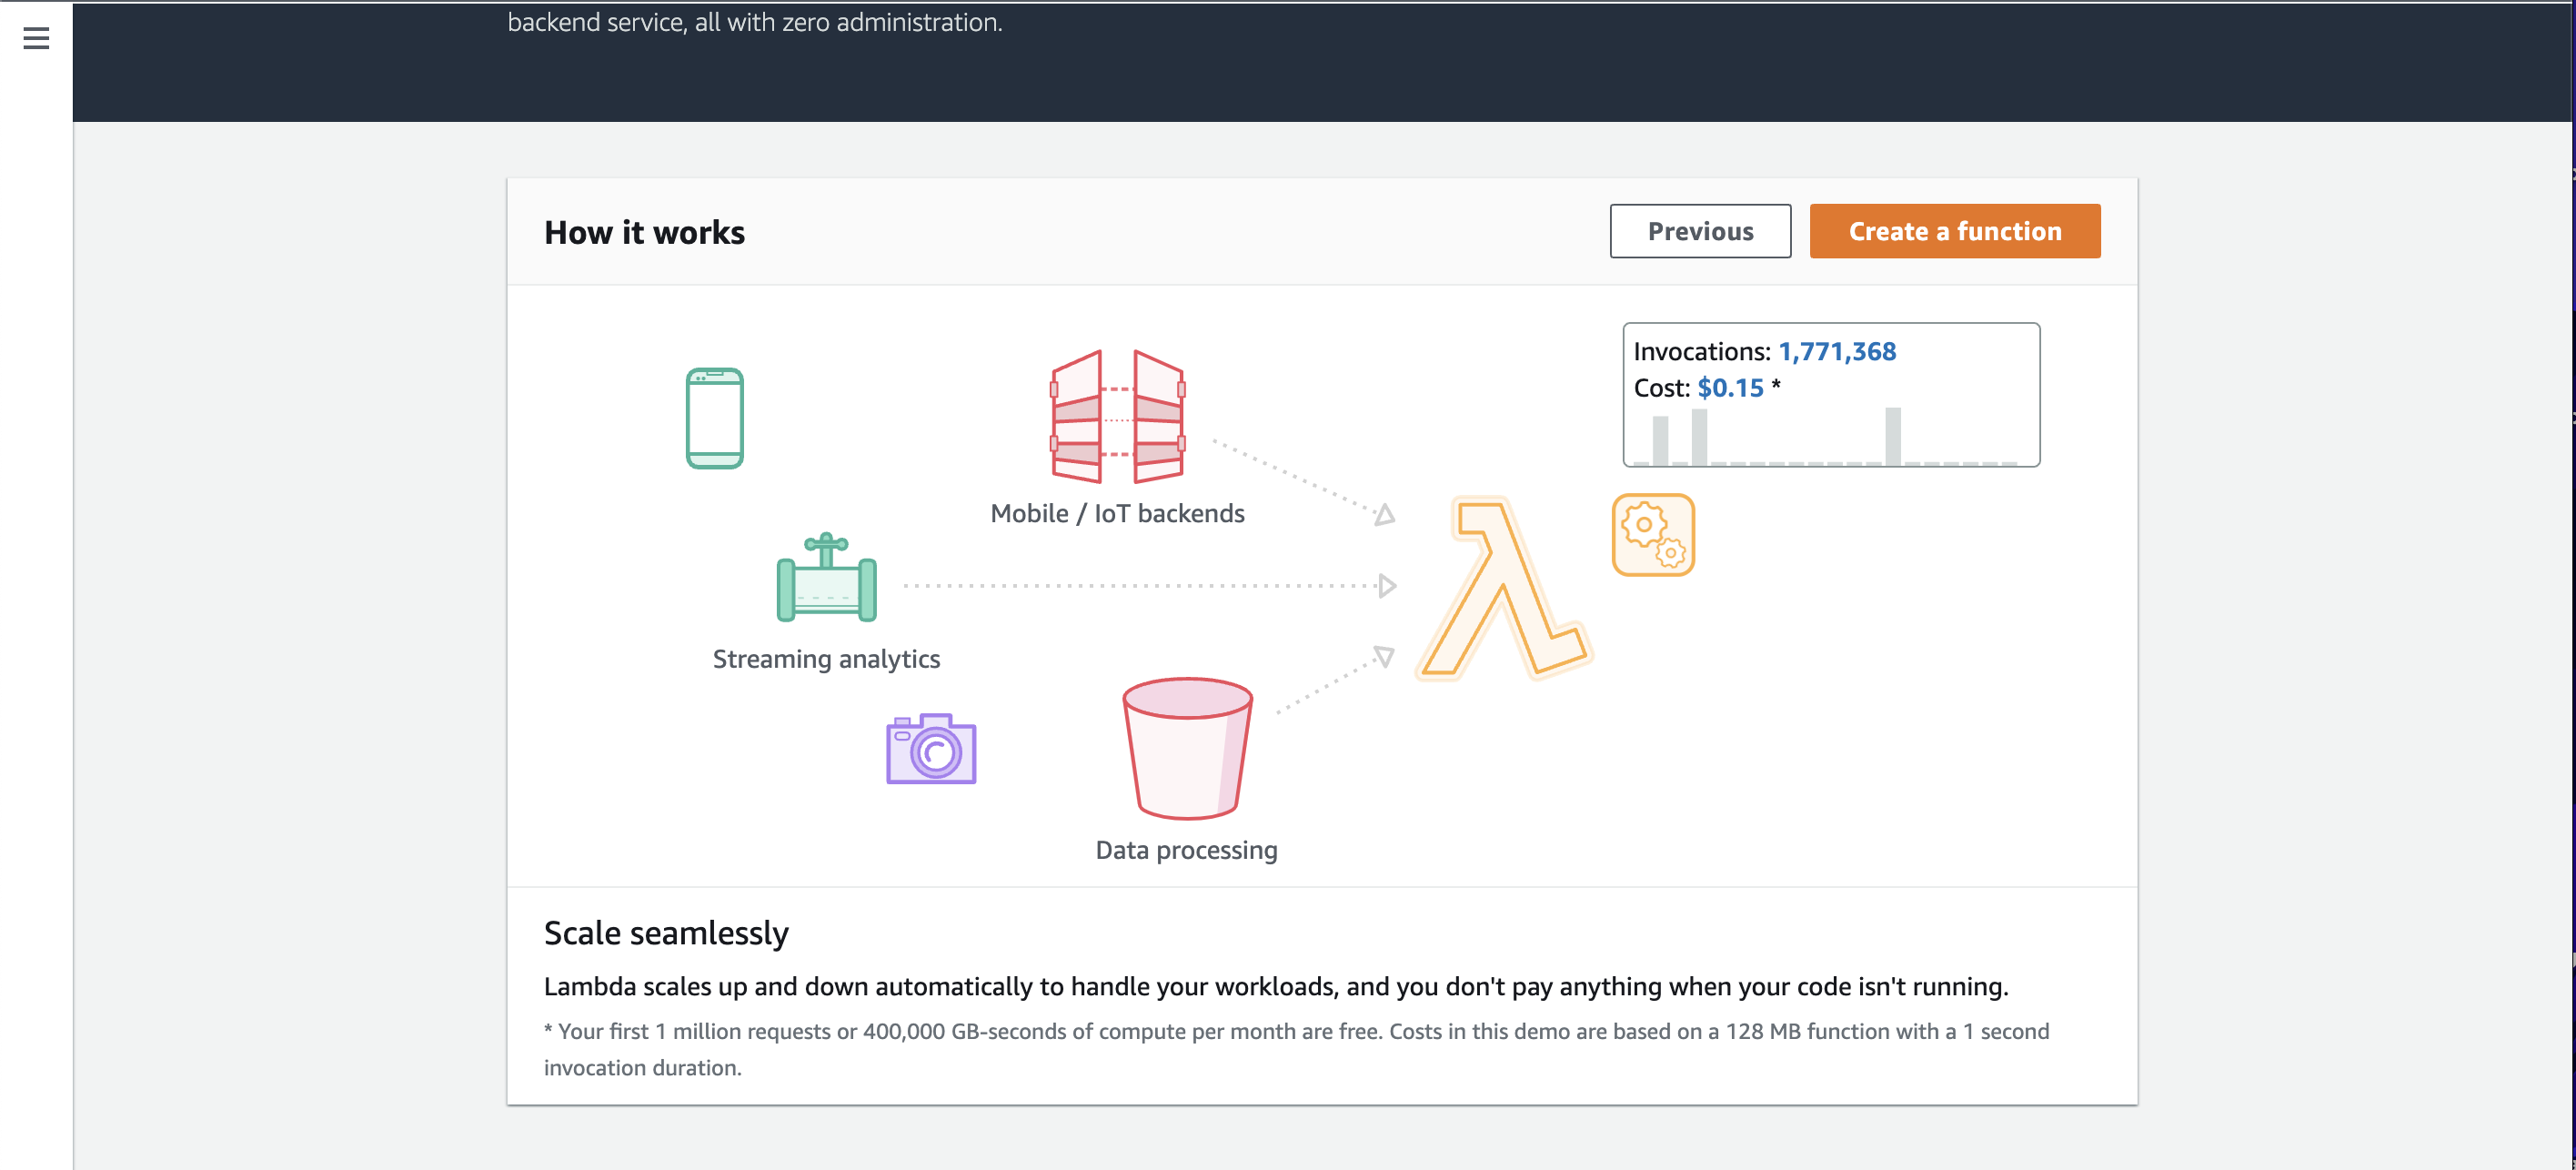 backend service, all with zero administration.
How it works
Previous
Create a function
Invocations: 1,771,368
Cost: $0.15 *
Mobile / IoT backends
Streaming analytics
Data processing
Scale seamlessly
Lambda scales up and down automatically to handle your workloads, and you don't pay anything when your code isn't running.
* Your first 1 million requests or 400,000 GB-seconds of compute per month are free. Costs in this demo are based on a 128 MB function with a 1 second
invocation duration.